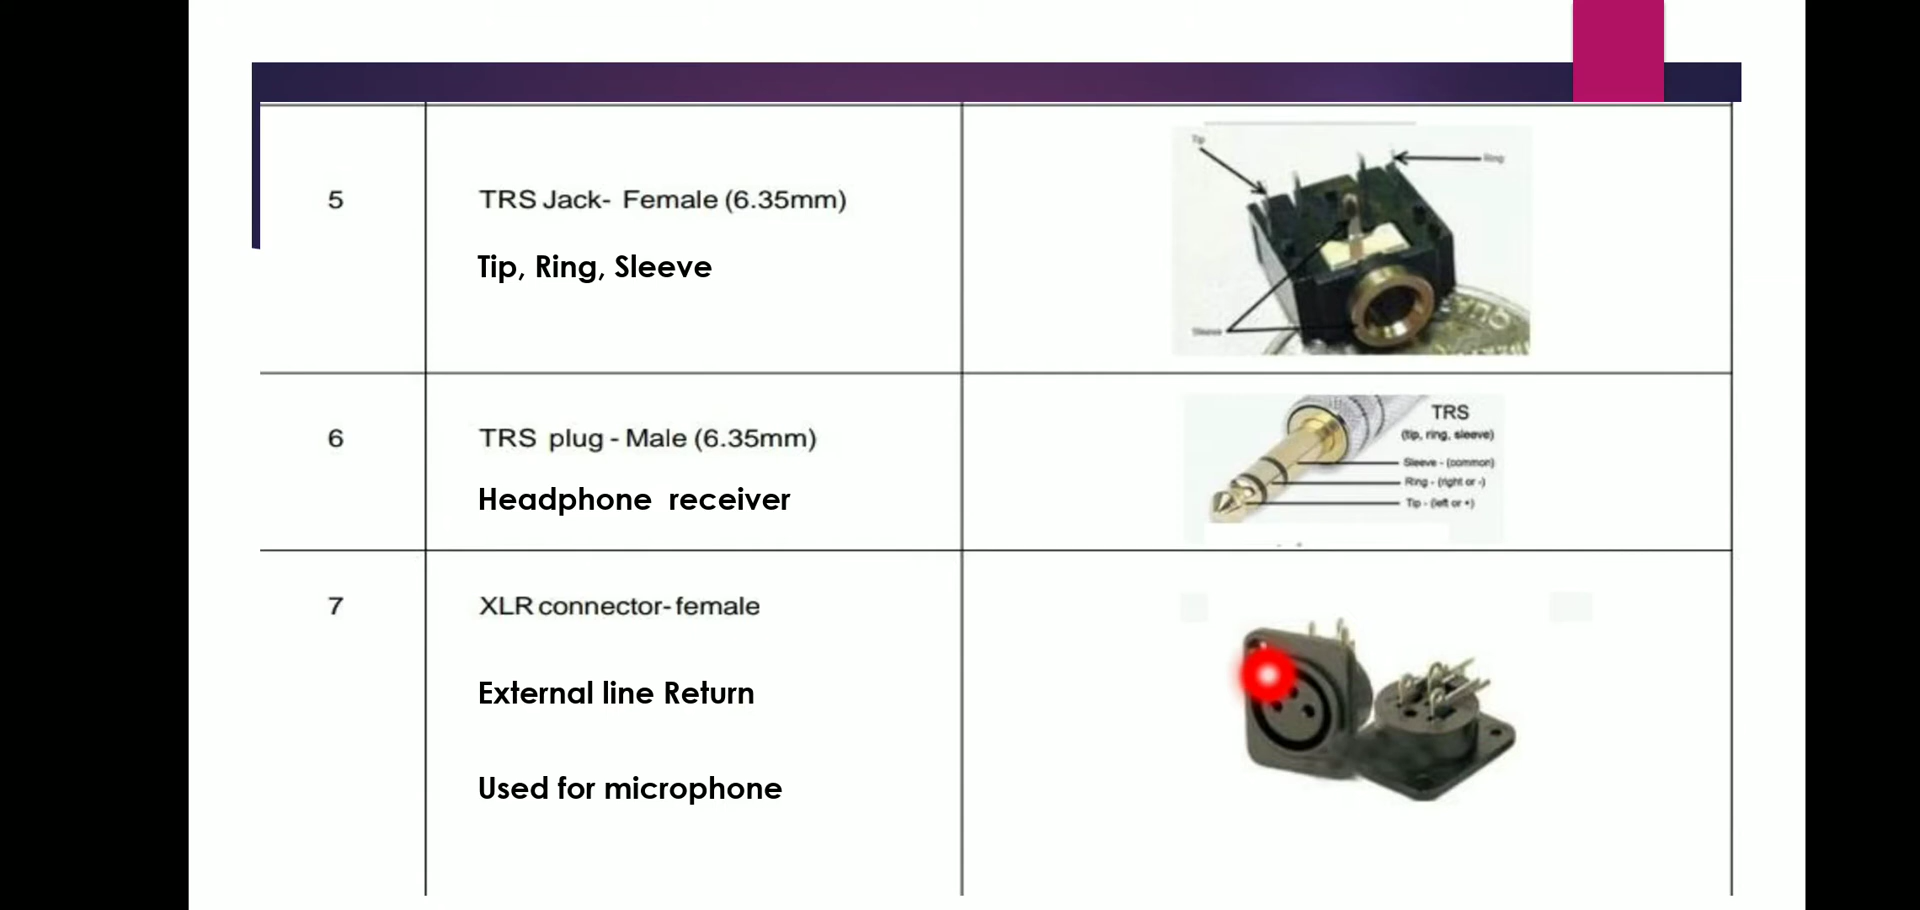 5
TRS Jack- Female (6.35mm)
Tip, Ring, Sleeve
Tip
Ring
Sleeve
6
TRS plug - Male (6.35mm)
Headphone receiver
TRS
(tip, ring, sleeve)
Sleeve - (common)
Ring - (right or -)
Tip - (left or +)
7
XLR connector- female
External line Return
Used for microphone